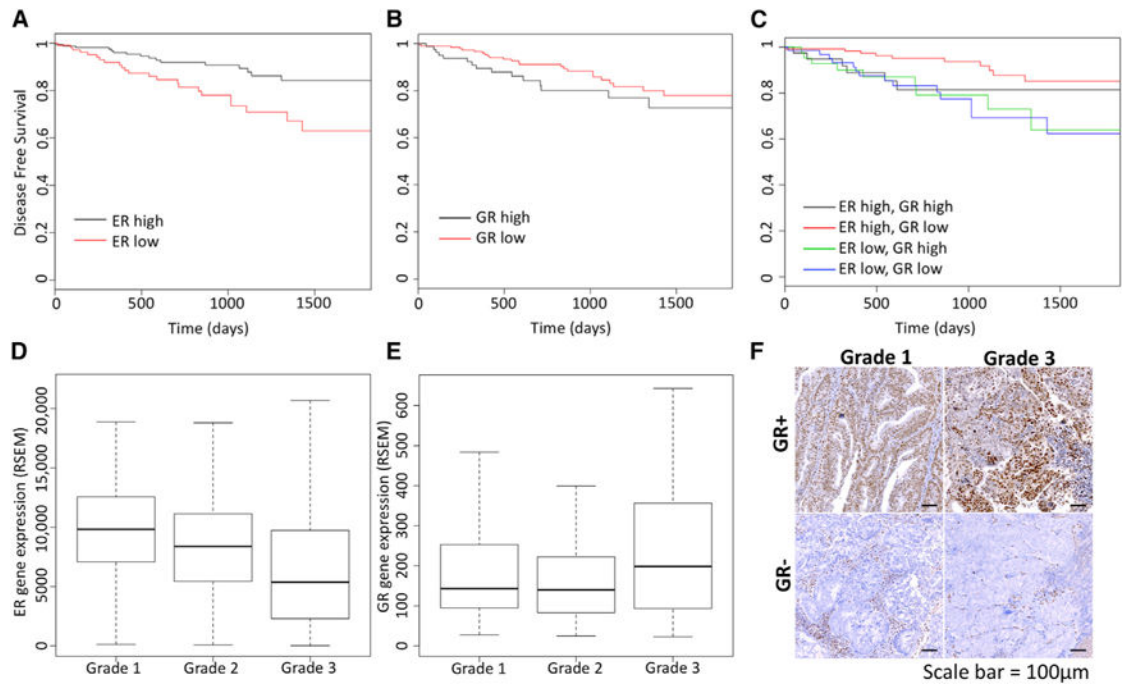 A
Disease Free Survival
1
0.8
0.6
0.4
0.2
0
ER high
ER low
0
500
1000
1500
Time (days)
B
1
0.8
0.6
0.4
0.2
0
GR high
GR low
0
500
1000
1500
Time (days)
C
1
0.8
0.6
0.4
0.2
0
ER high, GR high
ER high, GR low
ER low, GR high
ER low, GR low
0
500
1000
1500
Time (days)
D
ER gene expression (RSEM)
20,000
15,000
10,000
5000
0
Grade 1
Grade 2
Grade 3
E
GR gene expression (RSEM)
600
500
400
300
200
100
0
Grade 1
Grade 2
Grade 3
F
Grade 1
Grade 3
GR+
GR-
Scale bar = 100µm